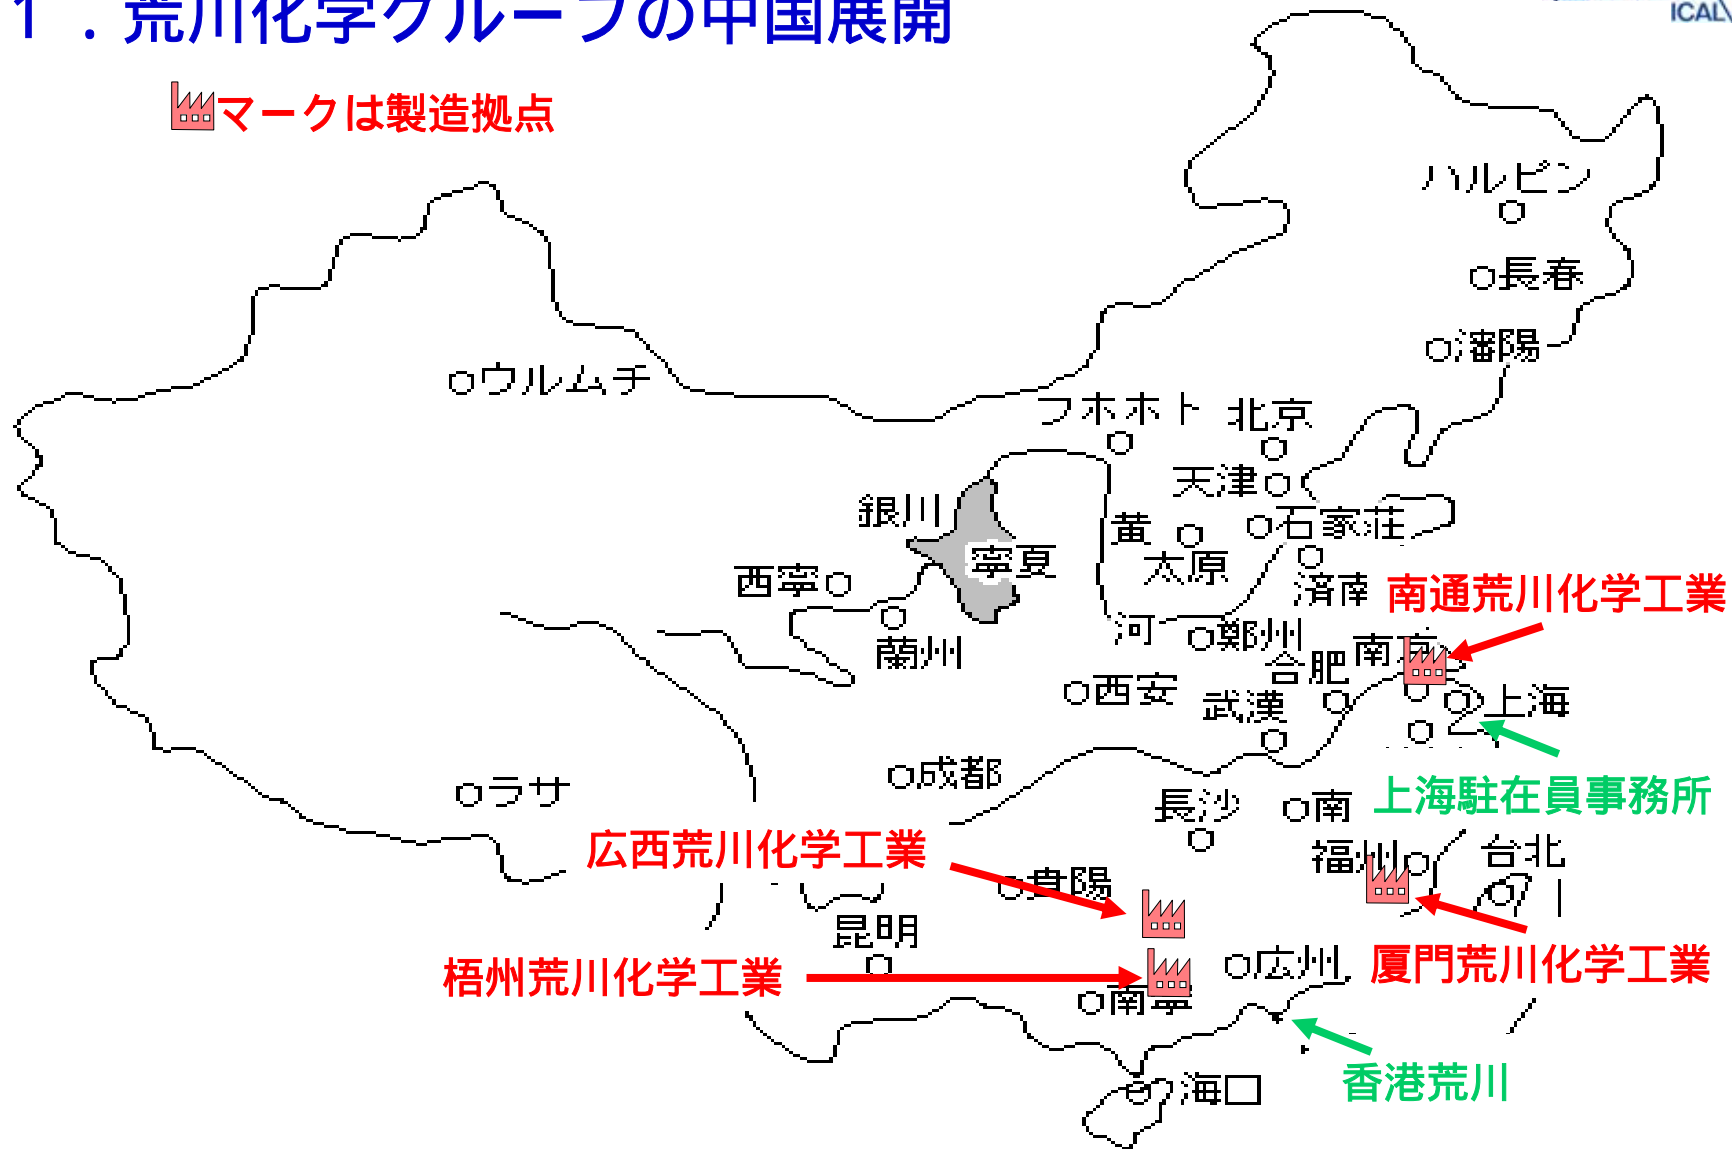 １．荒川化学グループの中国展開
ICAL
マークは製造拠点
ハルピン
長春
瀋陽
ウルムチ
フホホト
北京
天津
銀川
黄
石家荘
寧夏
太原
西寧
済南
南通荒川化学工業
河
鄭州
蘭州
合肥
南京
西安
武漢
上海
成都
ラサ
長沙
南
上海駐在員事務所
広西荒川化学工業
福州
台北
貴陽
昆明
梧州荒川化学工業
広州
厦門荒川化学工業
南寧
香港荒川
海口